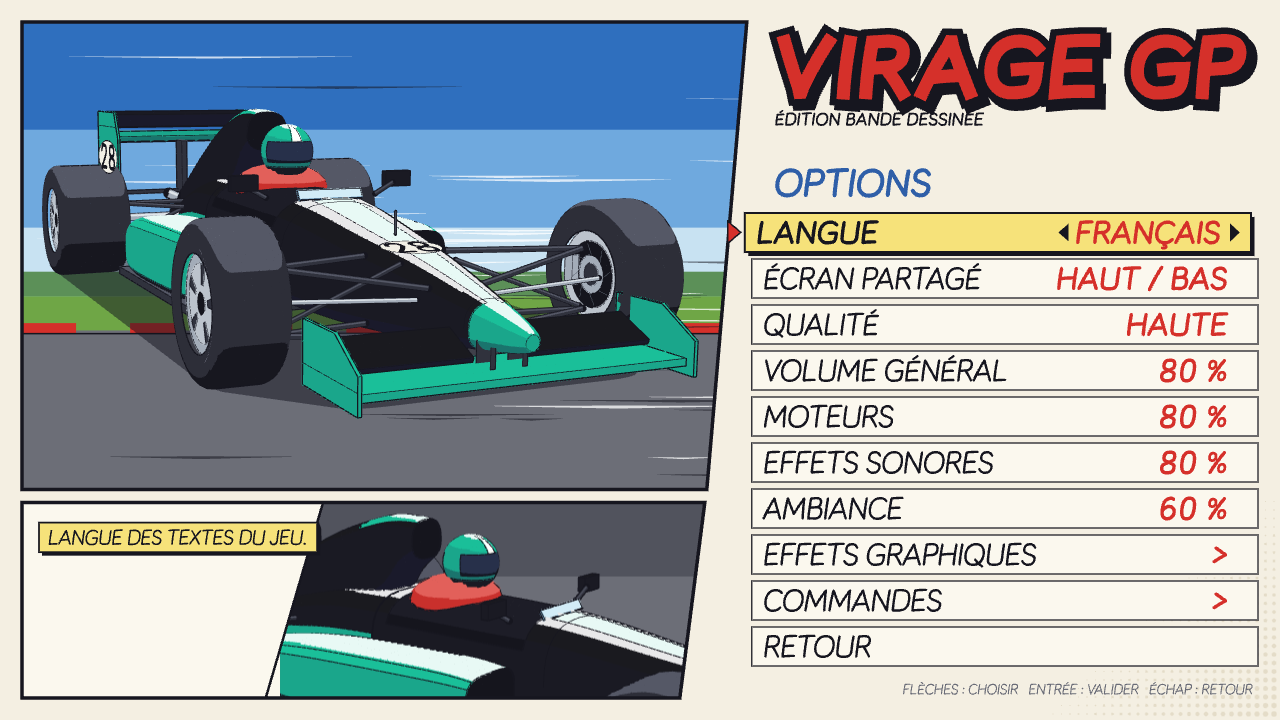 VIRAGE GP
ÉDITION BANDE DESSINÉE
OPTIONS
LANGUE FRANÇAIS
ÉCRAN PARTAGÉ HAUT / BAS
QUALITÉ HAUTE
VOLUME GÉNÉRAL 80 %
MOTEURS 80 %
EFFETS SONORES 80 %
AMBIANCE 60 %
EFFETS GRAPHIQUES >
COMMANDES >
RETOUR
FLÈCHES : CHOISIR ENTRÉE : VALIDER ÉCHAP : RETOUR
28
28
LANGUE DES TEXTES DU JEU.